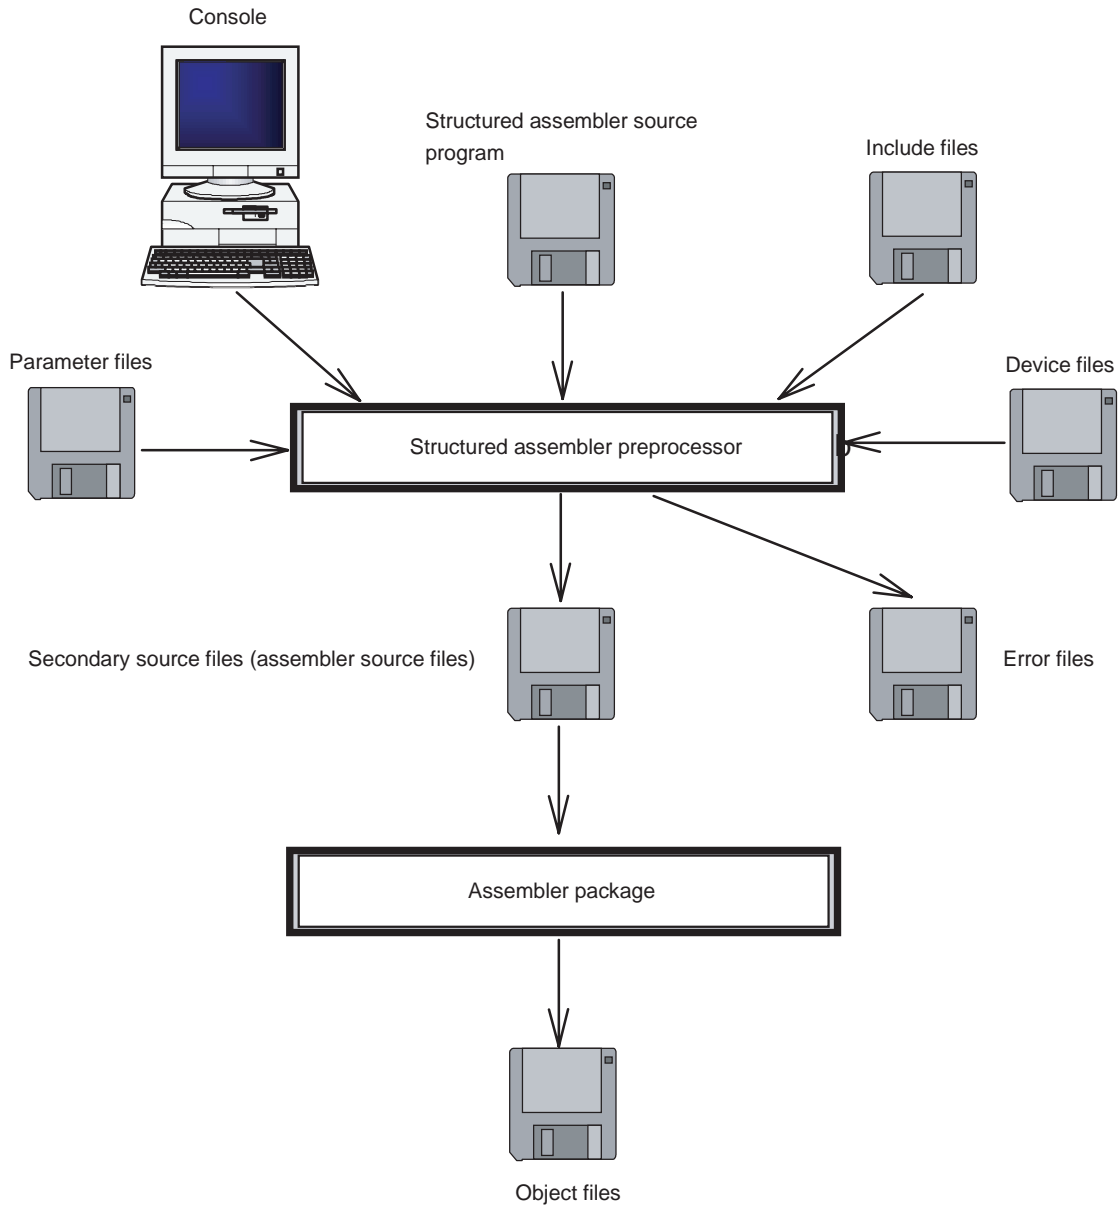 Console
Structured assembler source
program
Include files
Parameter files
Device files
Structured assembler preprocessor
Secondary source files (assembler source files)
Error files
Assembler package
Object files